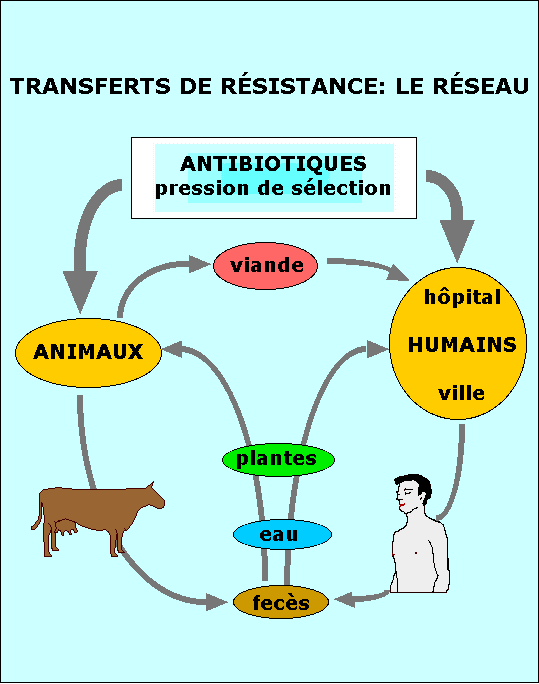 TRANSFERTS DE RÉSISTANCE: LE RÉSEAU
ANTIBIOTIQUES
pression de sélection
viande
hôpital
HUMAINS
ville
ANIMAUX
plantes
eau
fecès